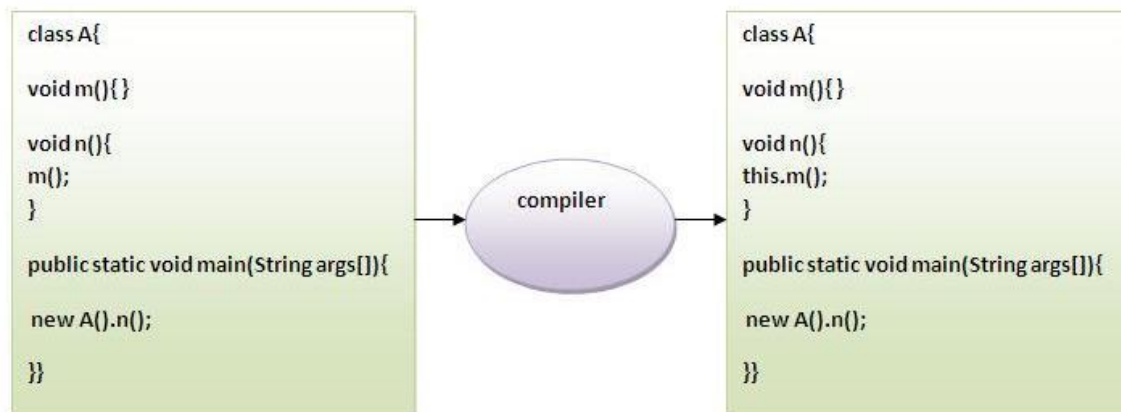 class A{
void m(){ }
void n(){
m();
}
public static void main(String args[]){
new A().n();
}}
compiler
class A{
void m(){ }
void n(){
this.m();
}
public static void main(String args[]){
new A().n();
}}